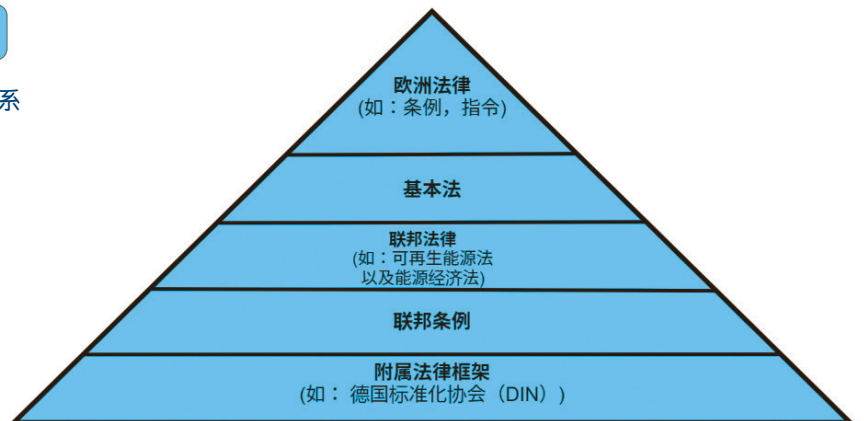 系
欧洲法律
(如：条例，指令)
基本法
联邦法律
(如：可再生能源法
以及能源经济法)
联邦条例
附属法律框架
(如： 德国标准化协会（DIN）)